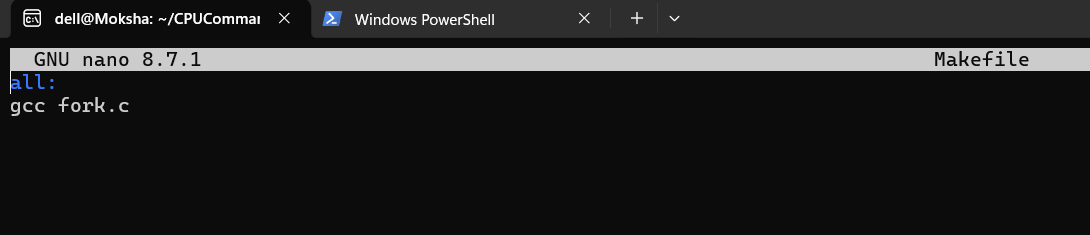 dell@Moksha: ~/CPUCommar
Windows PowerShell
GNU nano 8.7.1 Makefile
all:
gcc fork.c